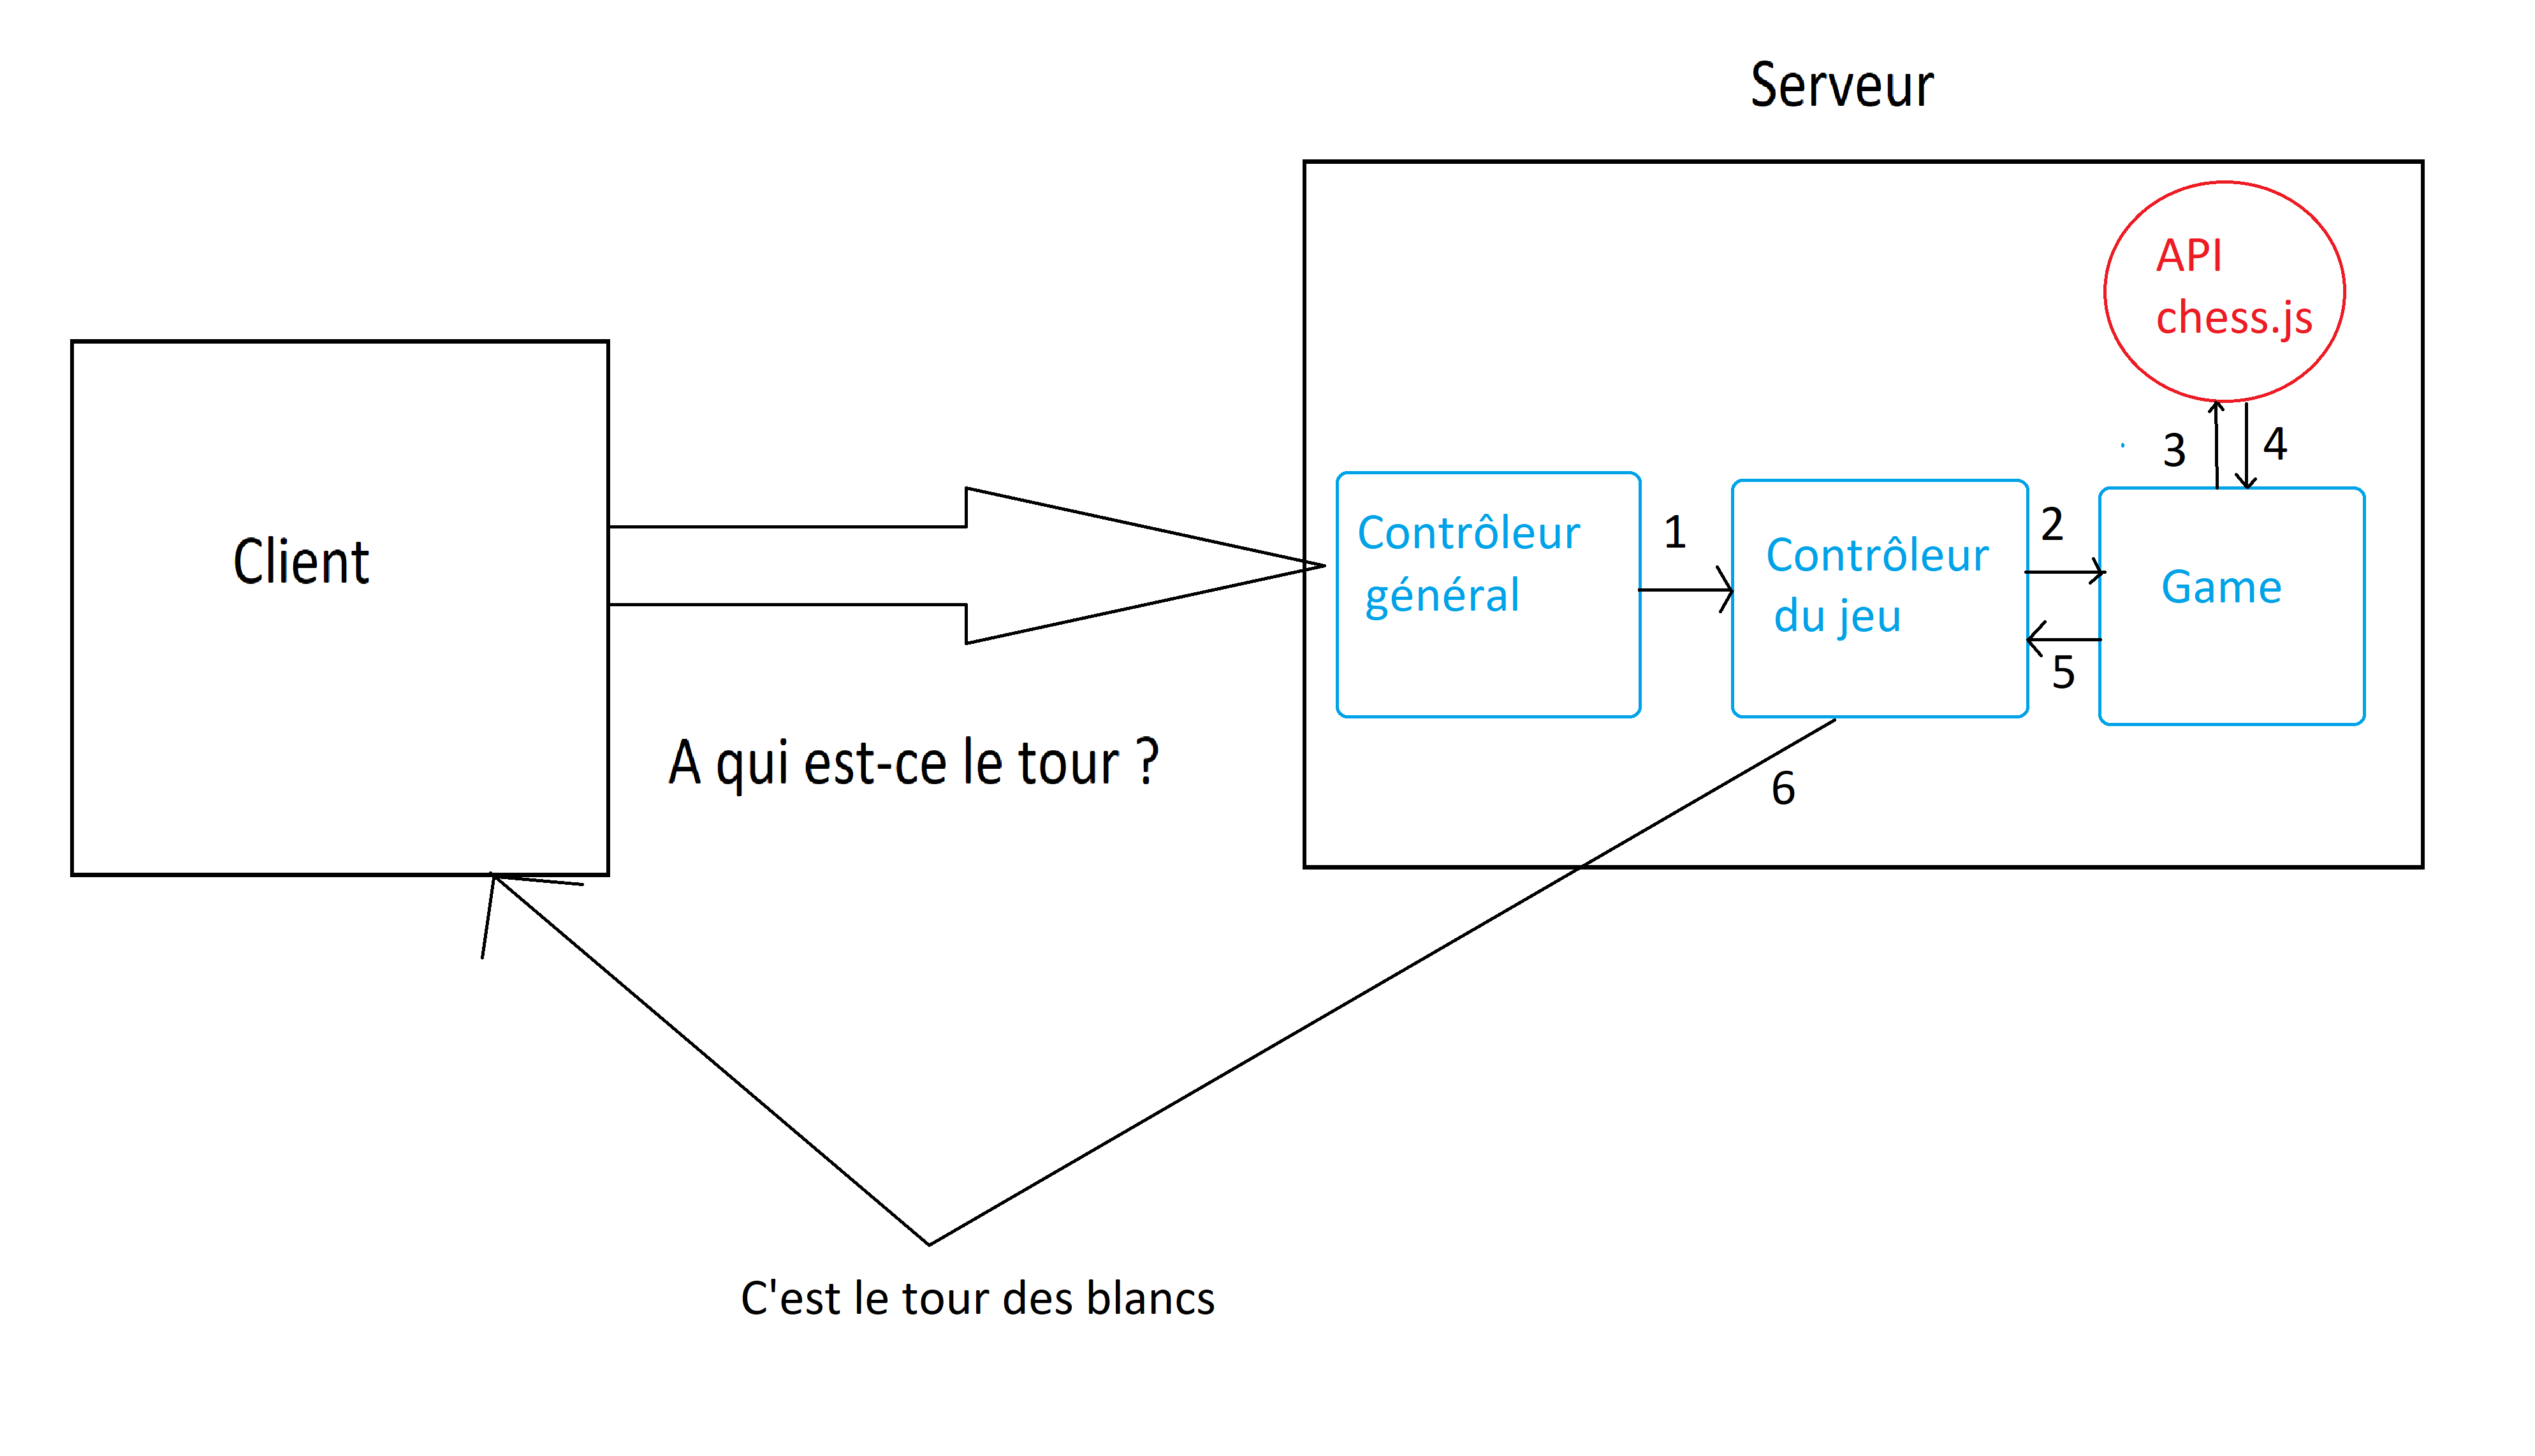 Serveur
API
chess.js
3
4
Client
Contrôleur
général
1
Contrôleur
du jeu
2
Game
5
A qui est-ce le tour ?
6
C'est le tour des blancs